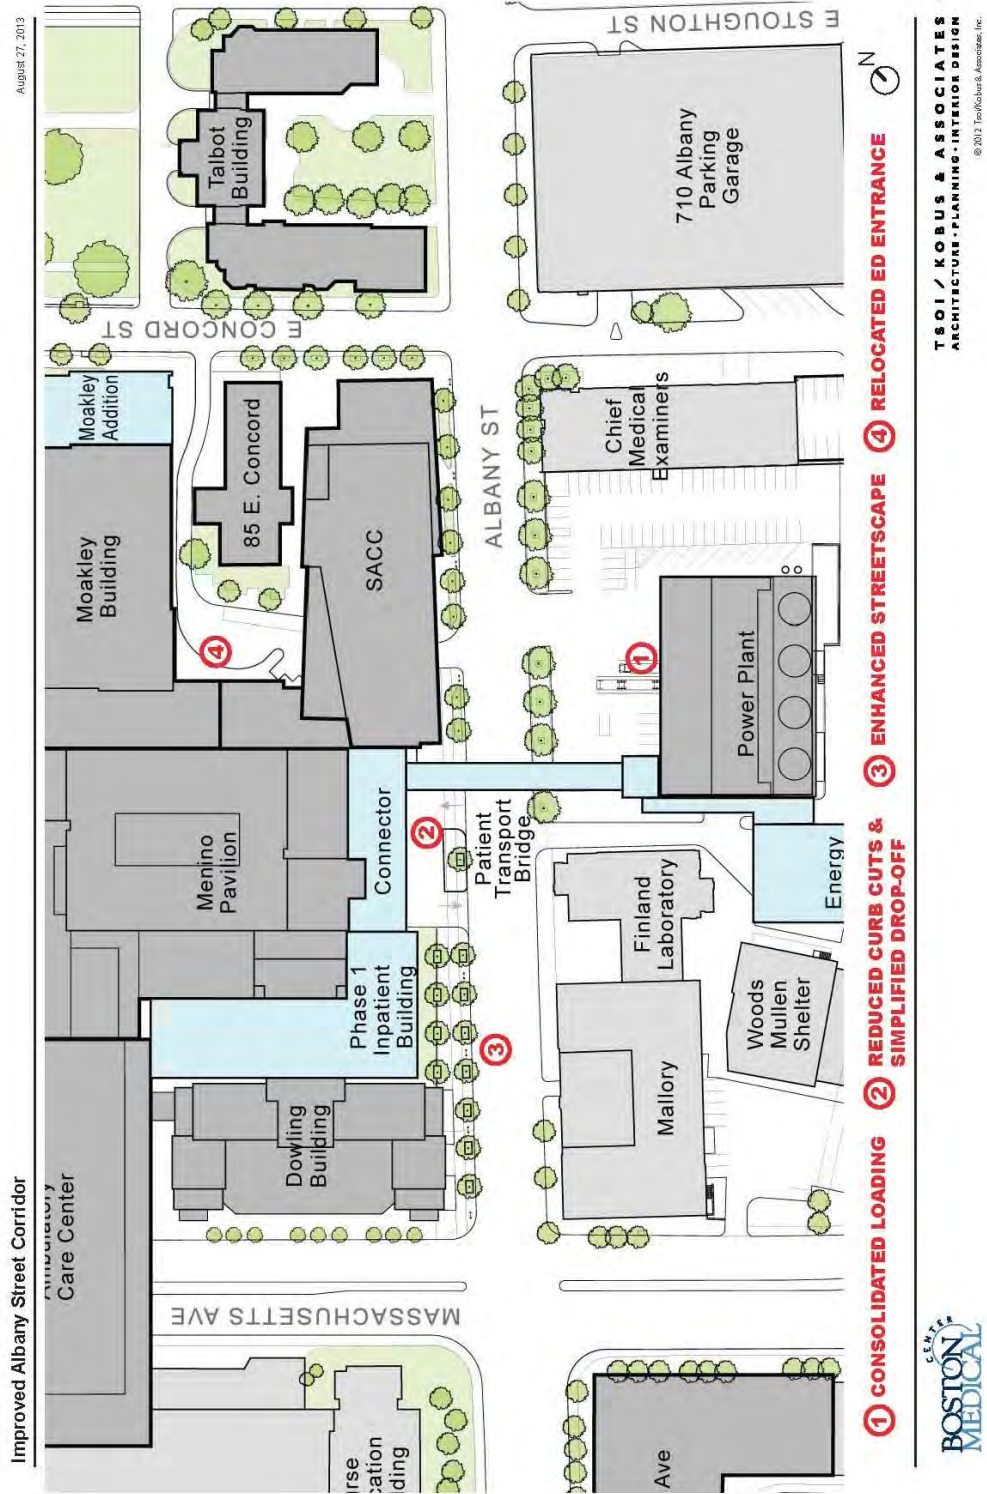 Improved Albany Street Corridor
August 27, 2013
Care Center
Moakley
Building
Moakley
Addition
Talbot
Building
E CONCORD ST
85 E. Concord
4
SACC
Menino
Pavilion
Connector
2
Phase 1
Inpatient
Building
Dowling
Building
3
MASSACHUSETTS AVE
Patient
Transport
Bridge
ALBANY ST
E STOUGHTON ST
710 Albany
Parking
Garage
Chief
Medical
Examiners
1
Power Plant
Energy
Finland
Laboratory
Woods
Mullen
Shelter
Mallory
Ave
N
1 CONSOLIDATED LOADING
2 REDUCED CURB CUTS &
SIMPLIFIED DROP-OFF
3 ENHANCED STREETSCAPE
4 RELOCATED ED ENTRANCE
BOSTON
MEDICAL
CENTER
TSOI / KOBUS & ASSOCIATES
ARCHITECTURE · PLANNING · INTERIOR DESIGN
© 2012 Tsoi/Kobus & Associates, Inc.